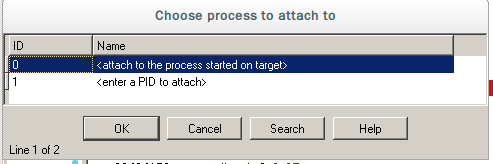 Choose process to attach to
ID Name
0 <attach to the process started on target>
1 <enter a PID to attach>
OK Cancel Search Help
Line 1 of 2